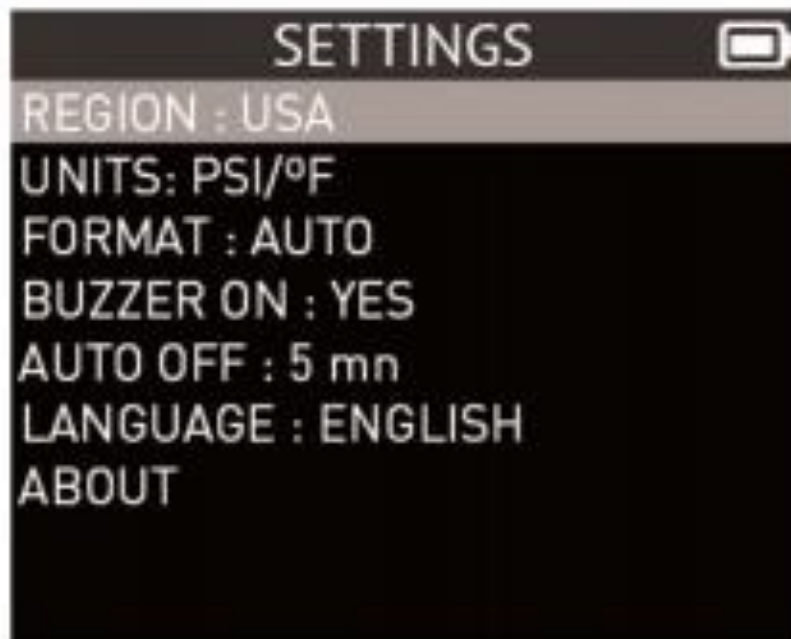 SETTINGS
REGION : USA
UNITS: PSI/ºF
FORMAT : AUTO
BUZZER ON : YES
AUTO OFF : 5 mn
LANGUAGE : ENGLISH
ABOUT